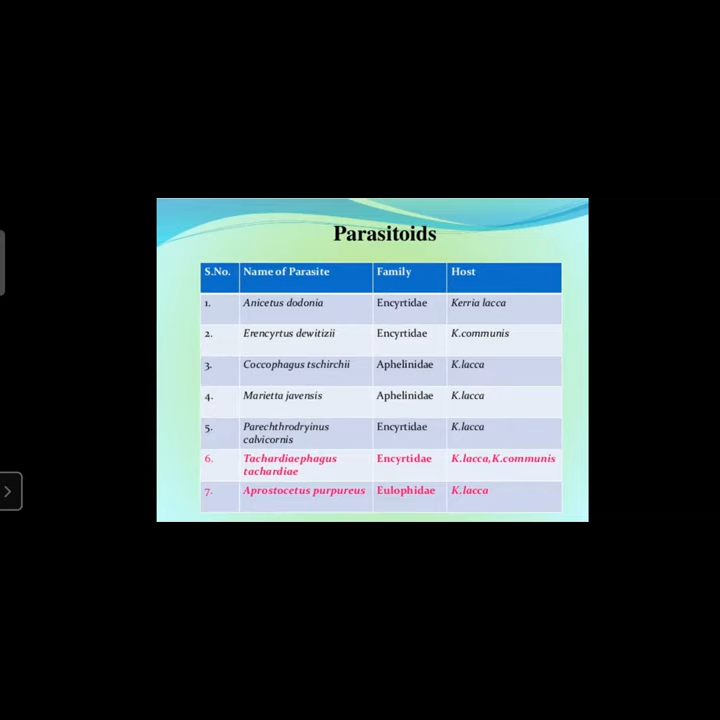 Parasitoids
S.No. Name of Parasite Family Host
1. Anicetus dodonia Encyrtidae Kerria lacca
2. Erencyrtus dewitizii Encyrtidae K.communis
3. Coccophagus tschirchii Aphelinidae K.lacca
4. Marietta javensis Aphelinidae K.lacca
5. Parechthrodryinus Encyrtidae K.lacca
calvicornis
6. Tachardiaephagus Encyrtidae K.lacca,K.communis
tachardiae
7. Aprostocetus purpureus Eulophidae K.lacca